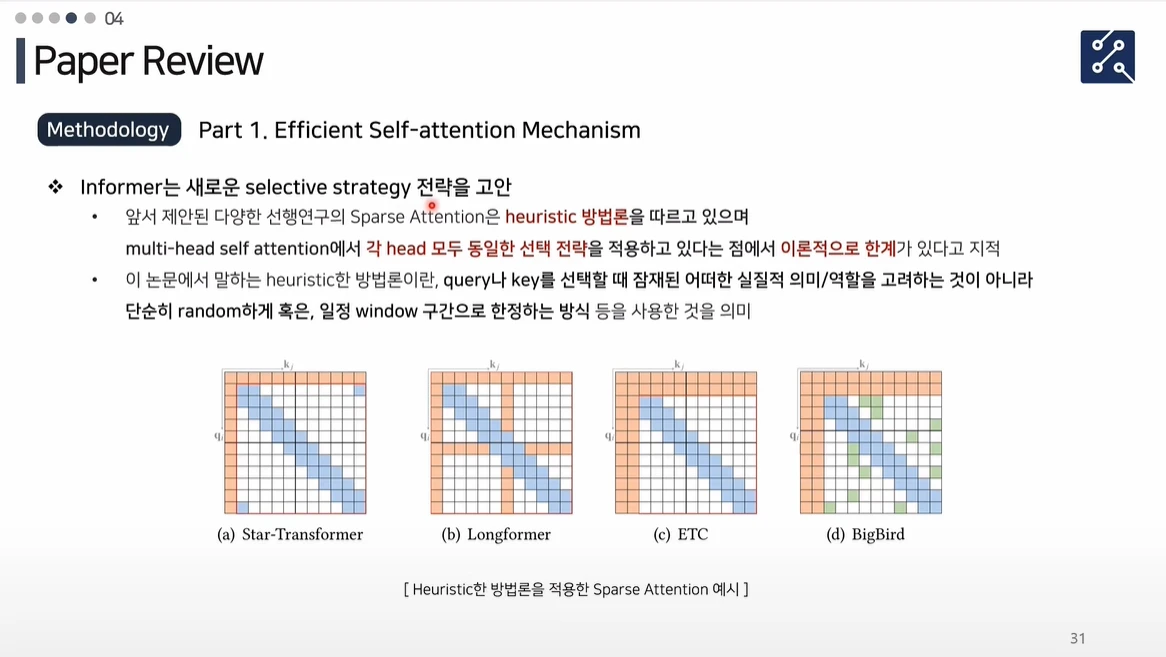 04
Paper Review
Methodology Part 1. Efficient Self-attention Mechanism
❖ Informer는 새로운 selective strategy 전략을 고안
• 앞서 제안된 다양한 선행연구의 Sparse Attention은 heuristic 방법론을 따르고 있으며
multi-head self attention에서 각 head 모두 동일한 선택 전략을 적용하고 있다는 점에서 이론적으로 한계가 있다고 지적
• 이 논문에서 말하는 heuristic한 방법론이란, query나 key를 선택할 때 잠재된 어떠한 실질적 의미/역할을 고려하는 것이 아니라
단순히 random하게 혹은, 일정 window 구간으로 한정하는 방식 등을 사용한 것을 의미
kj kj kj kj
qi qi qi qi
(a) Star-Transformer (b) Longformer (c) ETC (d) BigBird
[ Heuristic한 방법론을 적용한 Sparse Attention 예시 ]
31